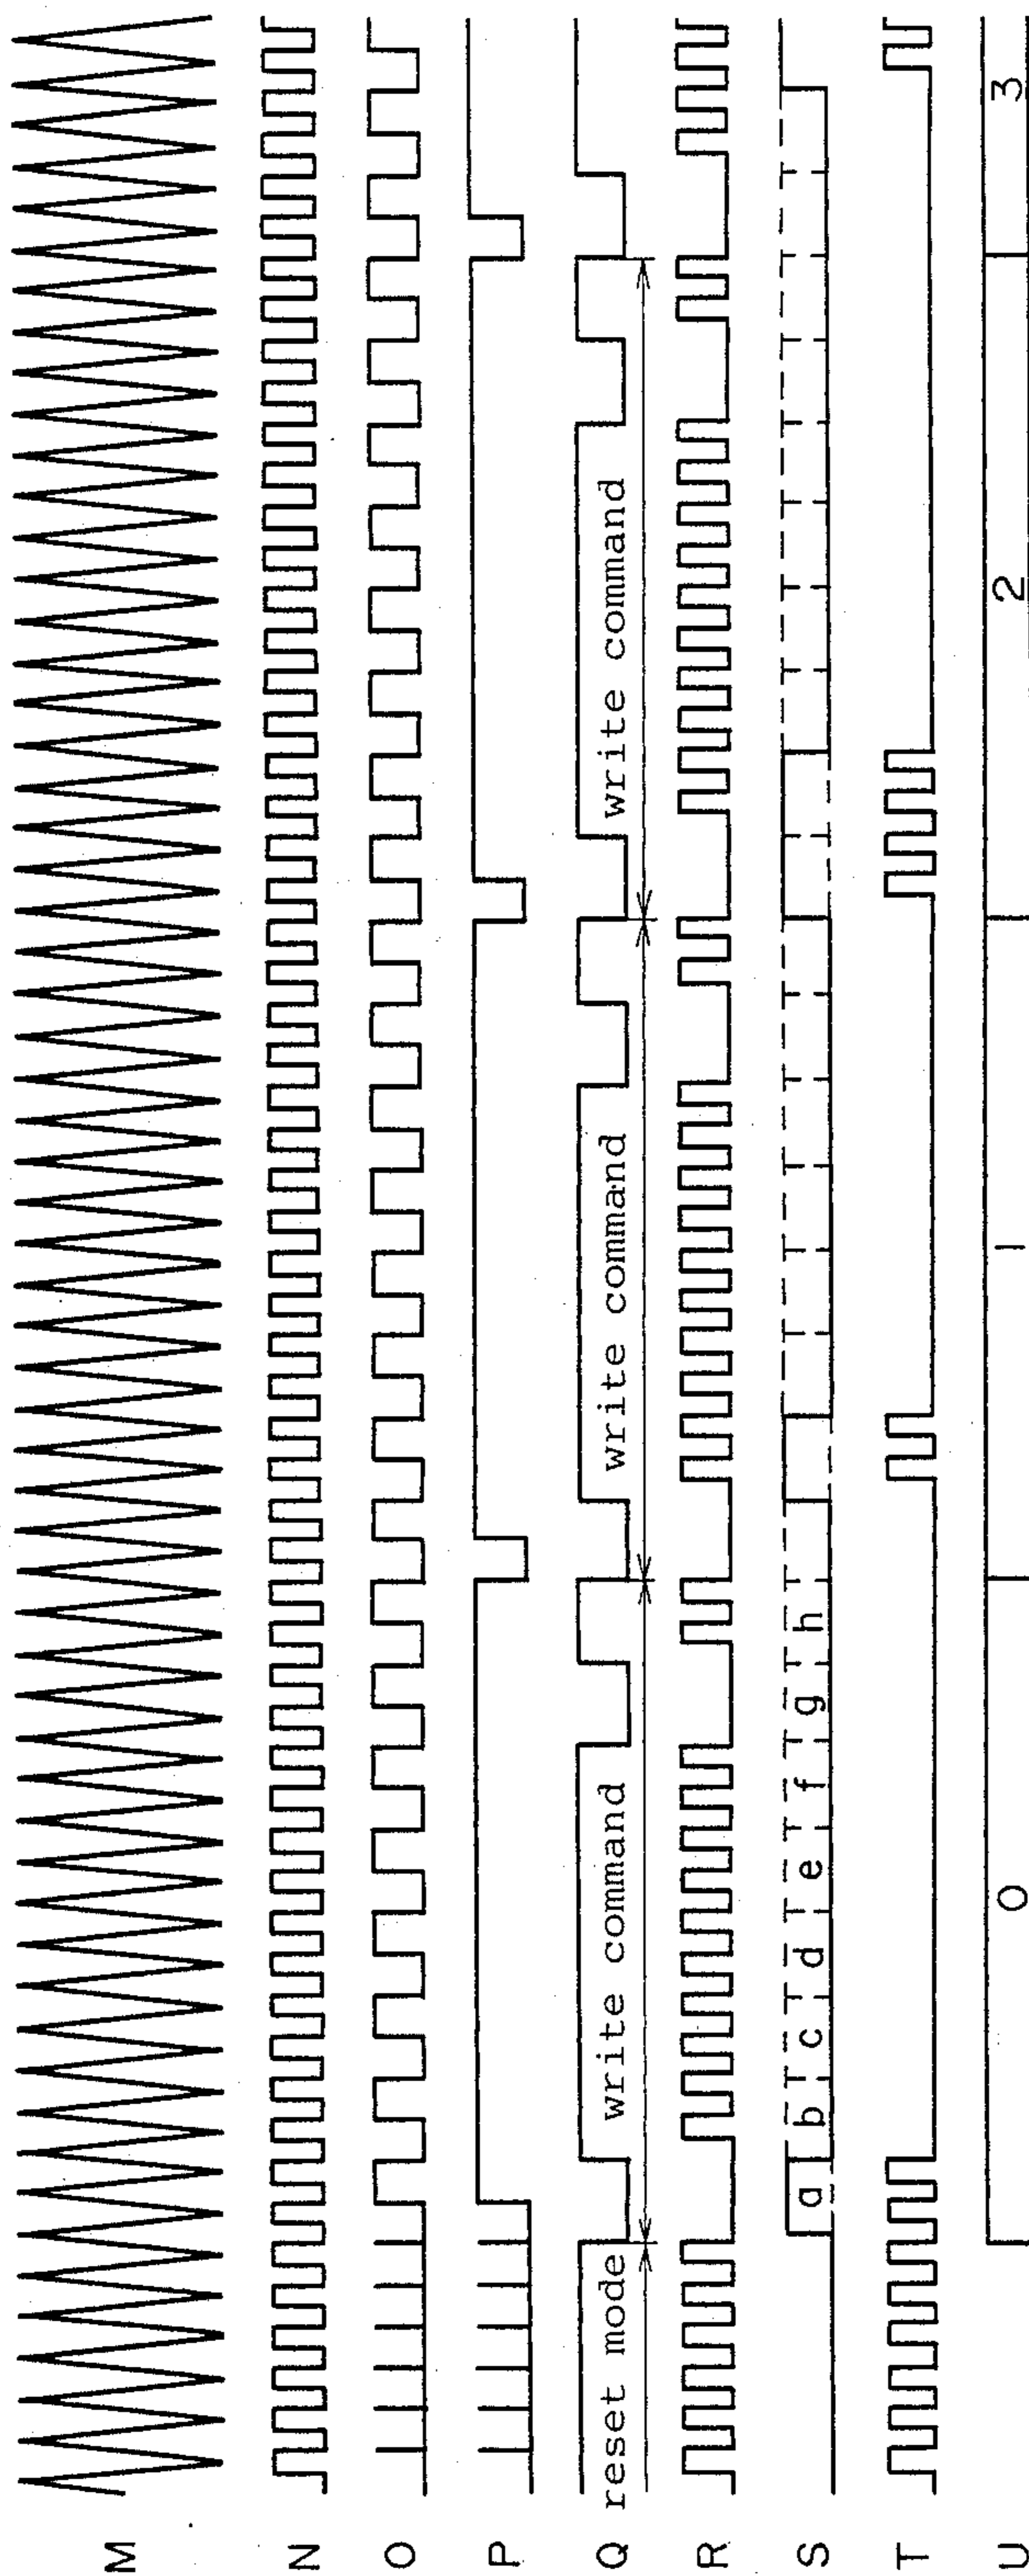 M
N
O
P
Q
reset mode
write command
write command
write command
R
S
a b c d e f g h
T
U
0 1 2 3